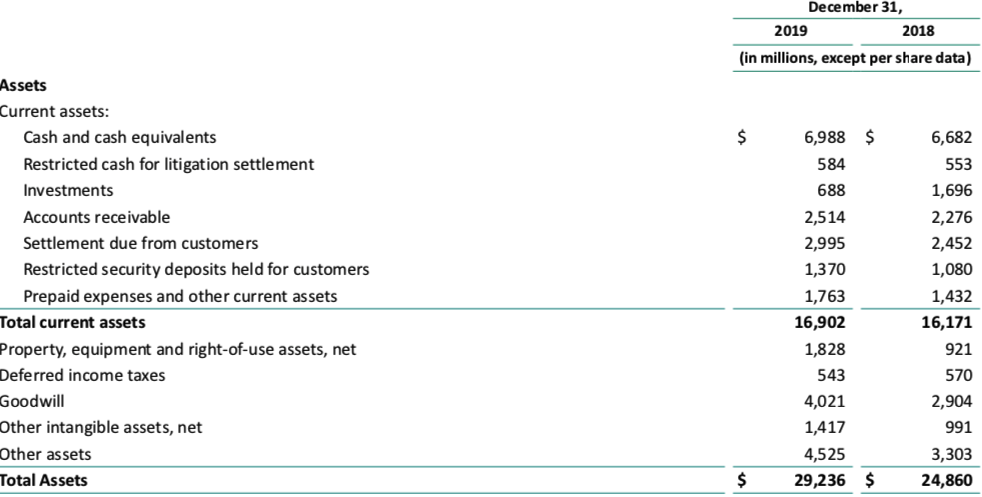 December 31,
2019 2018
(in millions, except per share data)
Assets
Current assets:
Cash and cash equivalents $ 6,988 $ 6,682
Restricted cash for litigation settlement 584 553
Investments 688 1,696
Accounts receivable 2,514 2,276
Settlement due from customers 2,995 2,452
Restricted security deposits held for customers 1,370 1,080
Prepaid expenses and other current assets 1,763 1,432
Total current assets 16,902 16,171
Property, equipment and right-of-use assets, net 1,828 921
Deferred income taxes 543 570
Goodwill 4,021 2,904
Other intangible assets, net 1,417 991
Other assets 4,525 3,303
Total Assets $ 29,236 $ 24,860